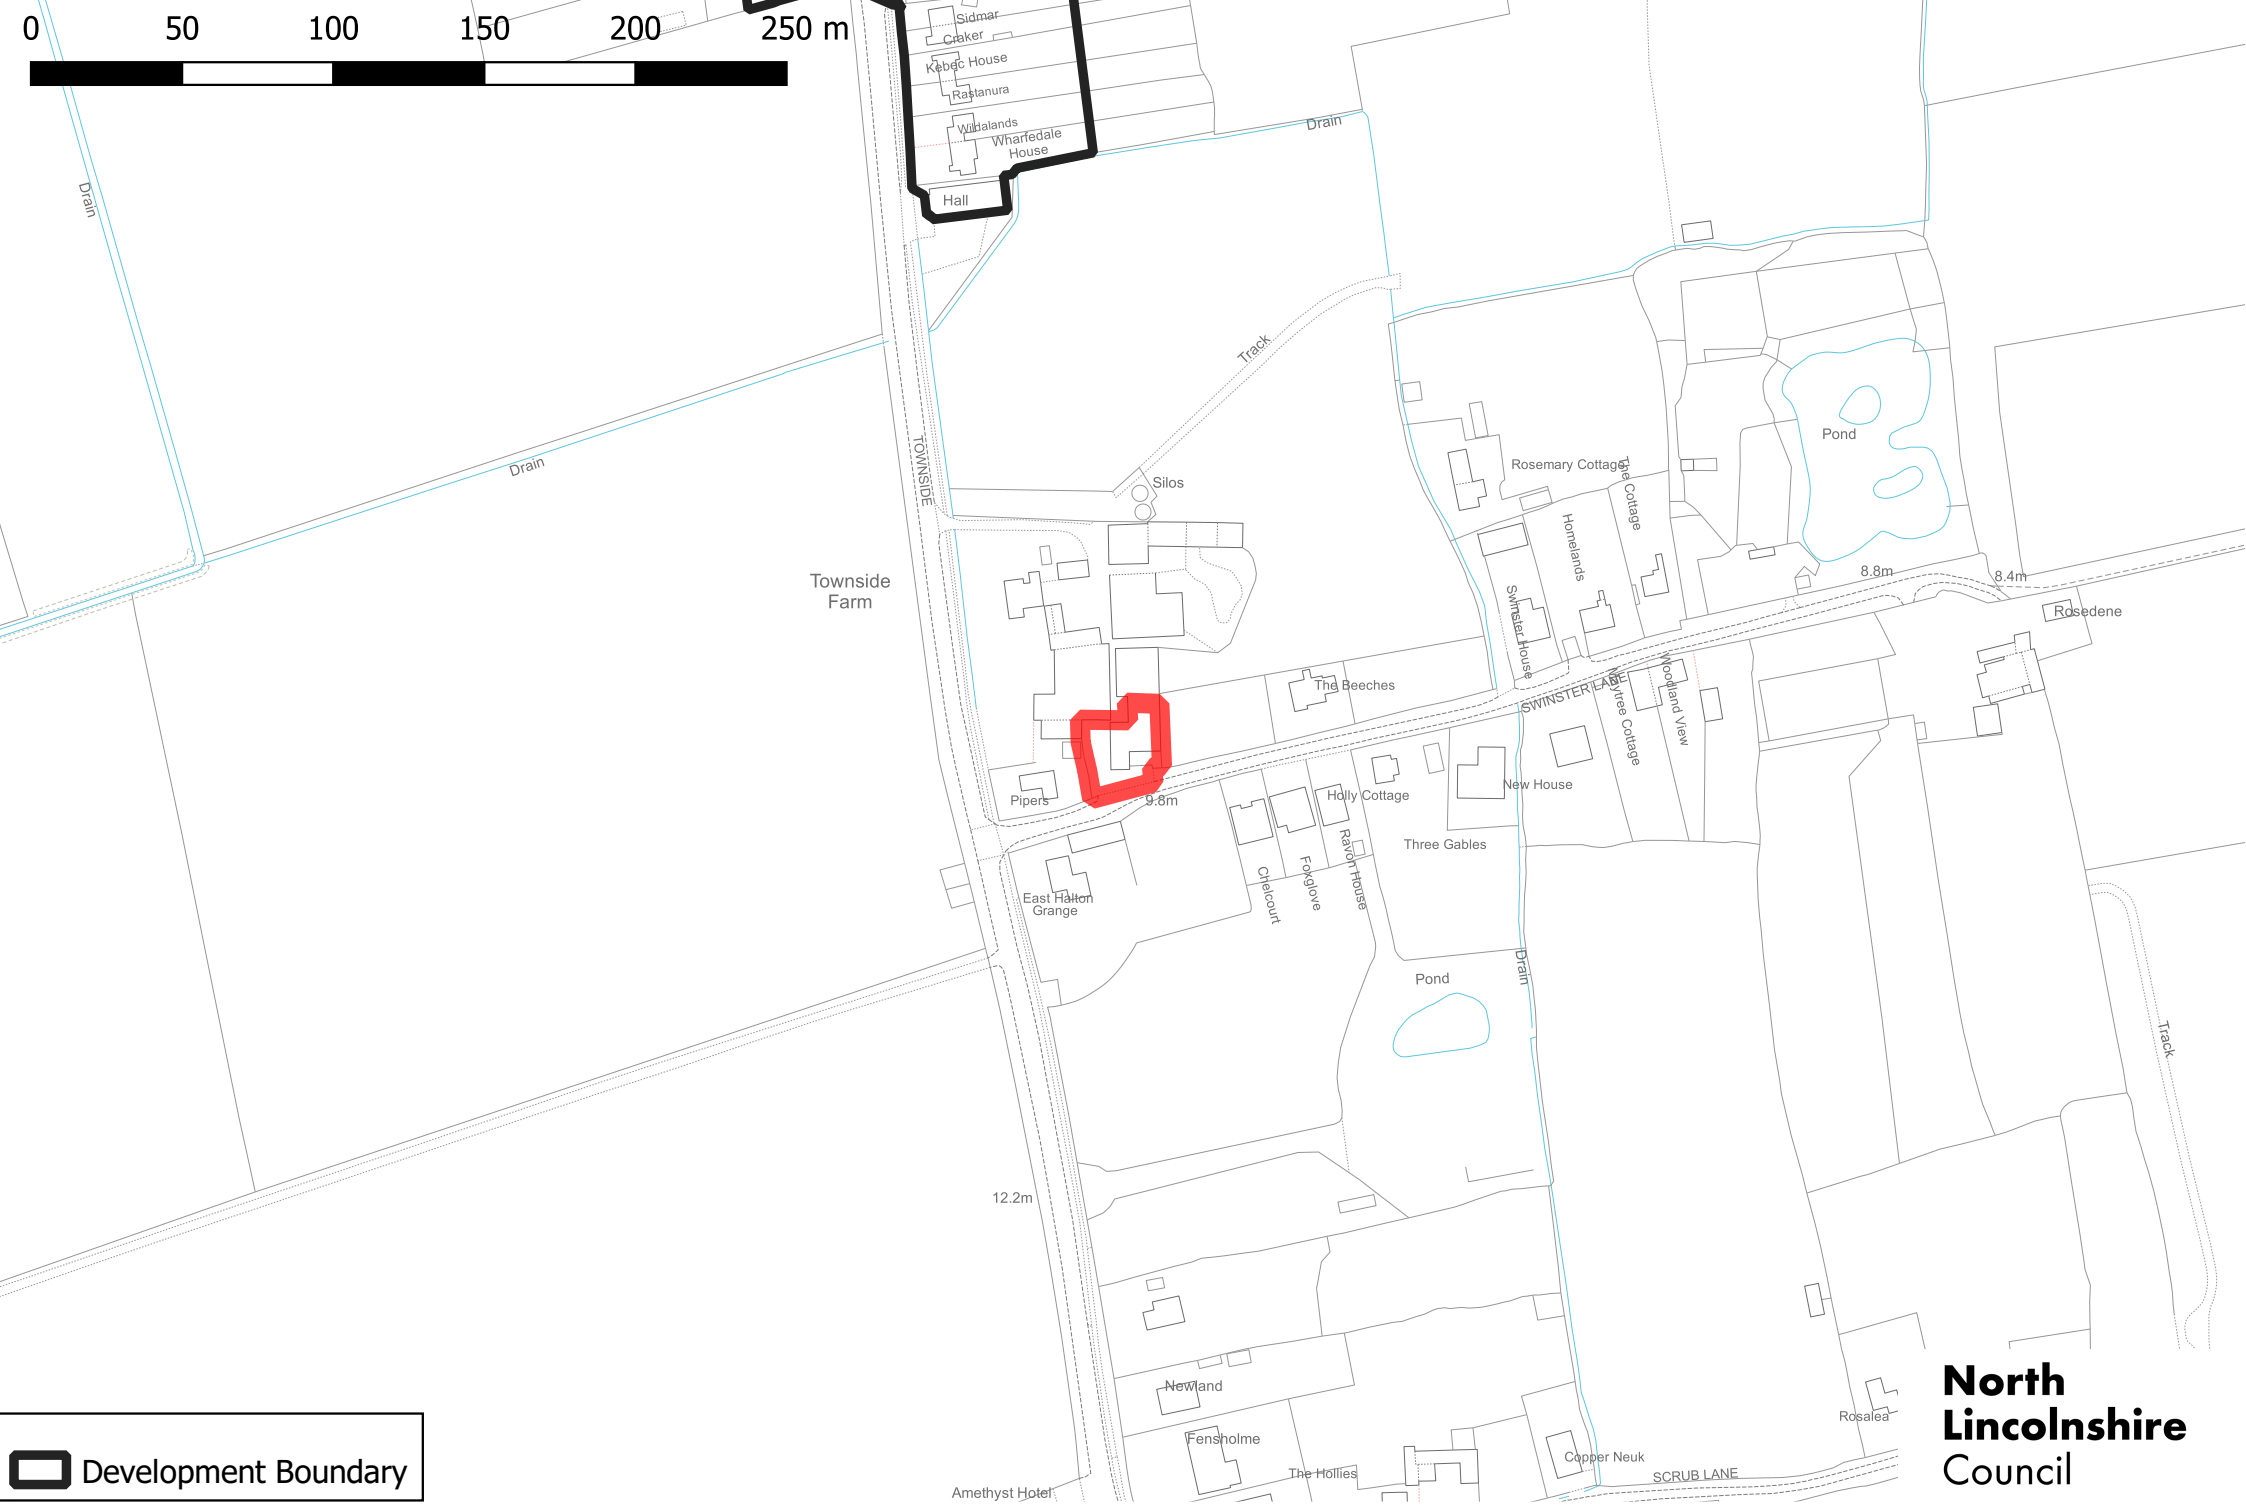 0 50 100 150 200 250 m
Sidmar
Craker
Kebec House
Rastanura
Wildalands
Wharfedale
House
Hall
Drain
Drain
Drain
Track
TOWNSIDE
Silos
Townside
Farm
Rosemary Cottage
The Cottage
Homelands
Swinster House
Pond
8.8m
8.4m
Rosedene
The Beeches
SWINSTER LANE
Maytree Cottage
Woodland View
Pipers
9.8m
Holly Cottage
New House
Three Gables
East Halton
Grange
Chelcourt
Foxglove
Ravon House
Pond
Drain
Track
12.2m
Newland
Fensholme
The Hollies
Copper Neuk
SCRUB LANE
Rosalea
Amethyst Hotel
Development Boundary
North
Lincolnshire
Council